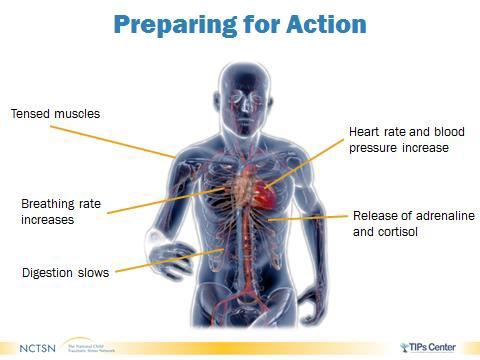 Preparing for Action
Tensed muscles
Heart rate and blood
pressure increase
Breathing rate
increases
Release of adrenaline
and cortisol
Digestion slows
NCTSN
The National Child
Traumatic Stress Network
TIPs Center